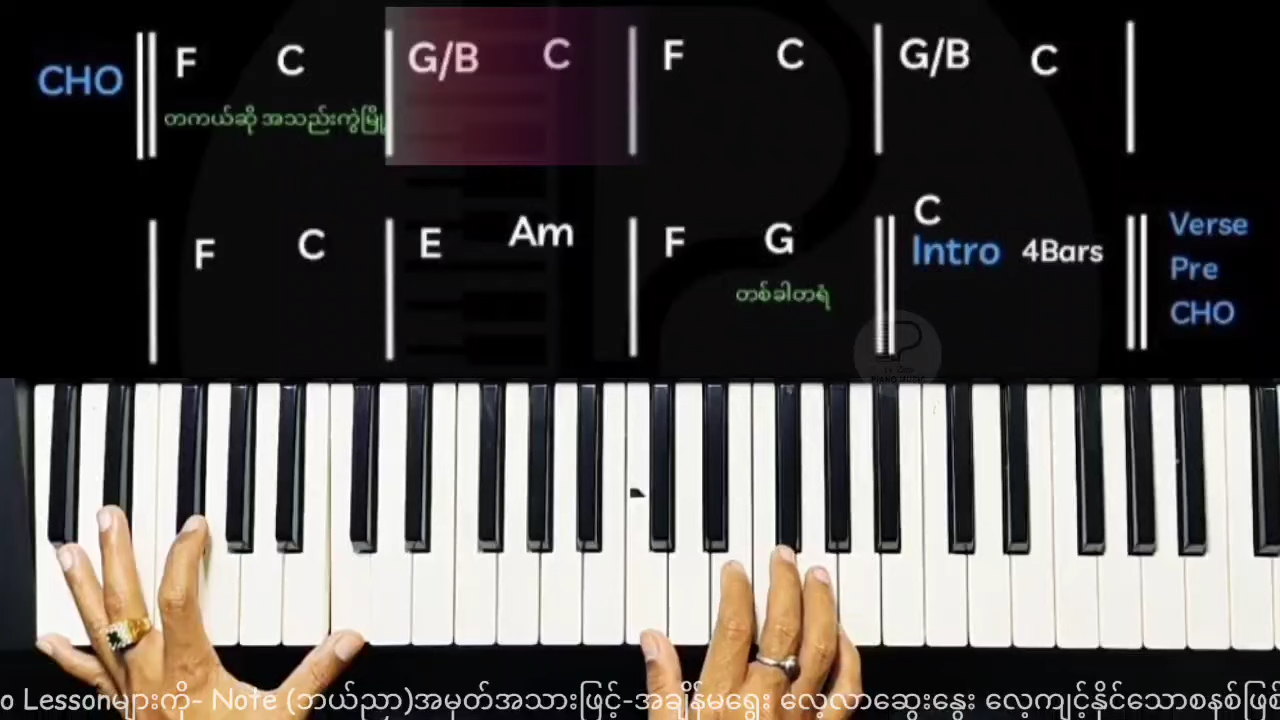 CHO F C G/B C F C G/B C
တကယ်ဆို အသည်းကွဲမြို့
F C E Am F G C
Intro 4Bars
တစ်ခါတရံ
Verse
Pre
CHO
PIANO MUSIC
o Lessonများကို- Note (ဘယ်ညာ)အမှတ်အသားဖြင့်-အချိန်မရွေး လေ့လာဆွေးနွေး လေ့ကျင့်နိုင်သောစနစ်ဖြစ်